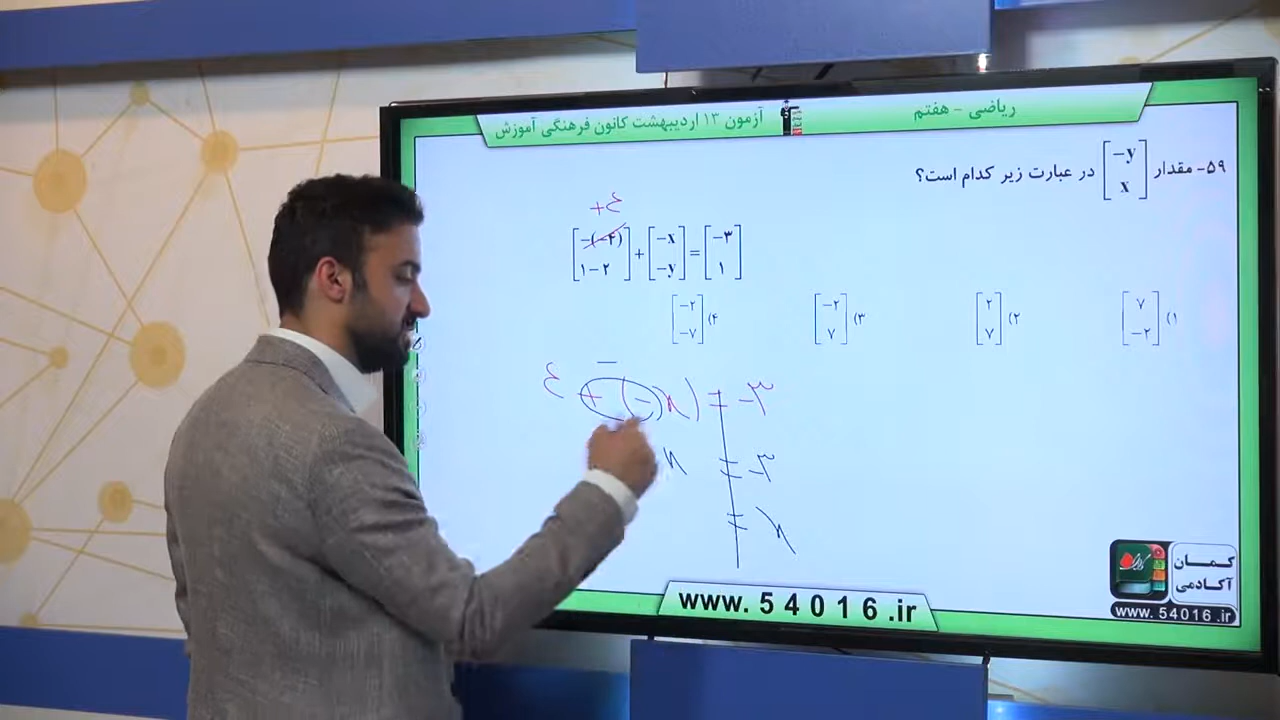 ریاضی - هفتم
آزمون ۱۳ اردیبهشت کانون فرهنگی آموزش
۵۹- مقدار [−y x] در عبارت زیر کدام است؟
+۴
[−(−۴) ۱−۲] + [−x −y] = [−۳ ۱]
۱) [۷ −۲] ۲) [۲ ۷] ۳) [−۲ ۷] ۴) [−۲ −۷]
−
۴ + (−x) = −۳
x = −۳
= x
کمان
آکادمی
www.54016.ir
www.54016.ir